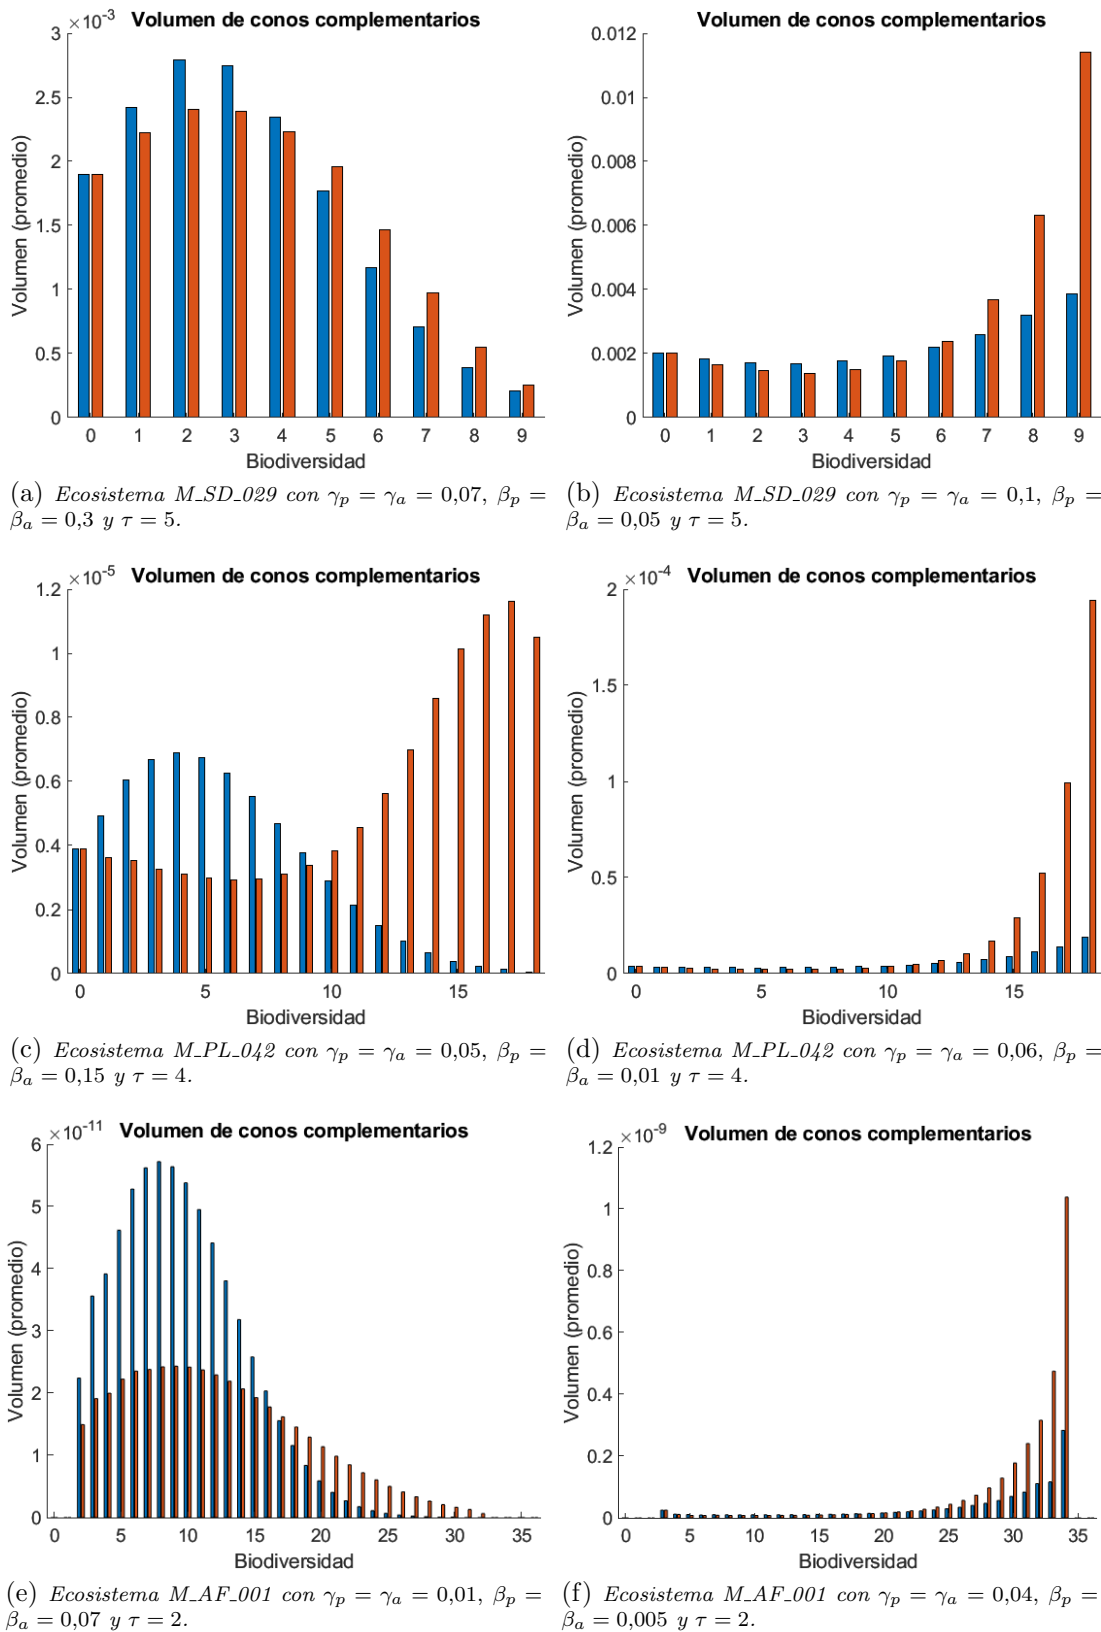 ×10⁻³ Volumen de conos complementarios
Volumen (promedio)
3
2.5
2
1.5
1
0.5
0
0 1 2 3 4 5 6 7 8 9
Biodiversidad
(a) Ecosistema M_SD_029 con γₚ = γₐ = 0,07, βₚ =
βₐ = 0,3 y τ = 5.
Volumen de conos complementarios
Volumen (promedio)
0.012
0.01
0.008
0.006
0.004
0.002
0
0 1 2 3 4 5 6 7 8 9
Biodiversidad
(b) Ecosistema M_SD_029 con γₚ = γₐ = 0,1, βₚ =
βₐ = 0,05 y τ = 5.
×10⁻⁵ Volumen de conos complementarios
Volumen (promedio)
1.2
1
0.8
0.6
0.4
0.2
0
0 5 10 15
Biodiversidad
(c) Ecosistema M_PL_042 con γₚ = γₐ = 0,05, βₚ =
βₐ = 0,15 y τ = 4.
×10⁻⁴ Volumen de conos complementarios
Volumen (promedio)
2
1.5
1
0.5
0
0 5 10 15
Biodiversidad
(d) Ecosistema M_PL_042 con γₚ = γₐ = 0,06, βₚ =
βₐ = 0,01 y τ = 4.
×10⁻¹¹ Volumen de conos complementarios
Volumen (promedio)
6
5
4
3
2
1
0
0 5 10 15 20 25 30 35
Biodiversidad
(e) Ecosistema M_AF_001 con γₚ = γₐ = 0,01, βₚ =
βₐ = 0,07 y τ = 2.
×10⁻⁹ Volumen de conos complementarios
Volumen (promedio)
1.2
1
0.8
0.6
0.4
0.2
0
0 5 10 15 20 25 30 35
Biodiversidad
(f) Ecosistema M_AF_001 con γₚ = γₐ = 0,04, βₚ =
βₐ = 0,005 y τ = 2.